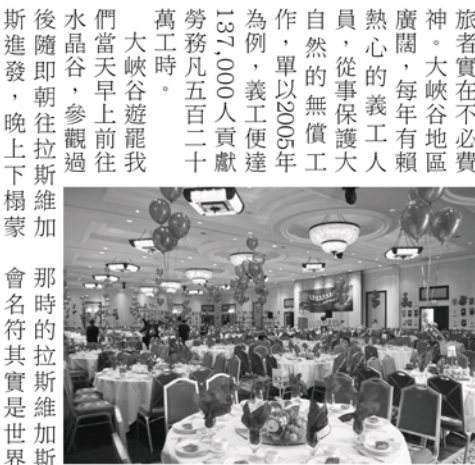 旅者實在不必費
神。大峽谷地區
廣闊，每年有賴
熱心的義工人
員，從事保護大
自然的無償工
作，單以2005年
為例，義工便達
137,000人貢獻
勞務凡五百二十
萬工時。
大峽谷遊罷我
們當天早上前往
水晶谷，參觀過
後隨即朝往拉斯維加
斯進發，晚上下榻蒙
那時的拉斯維加斯
會名符其實是世界